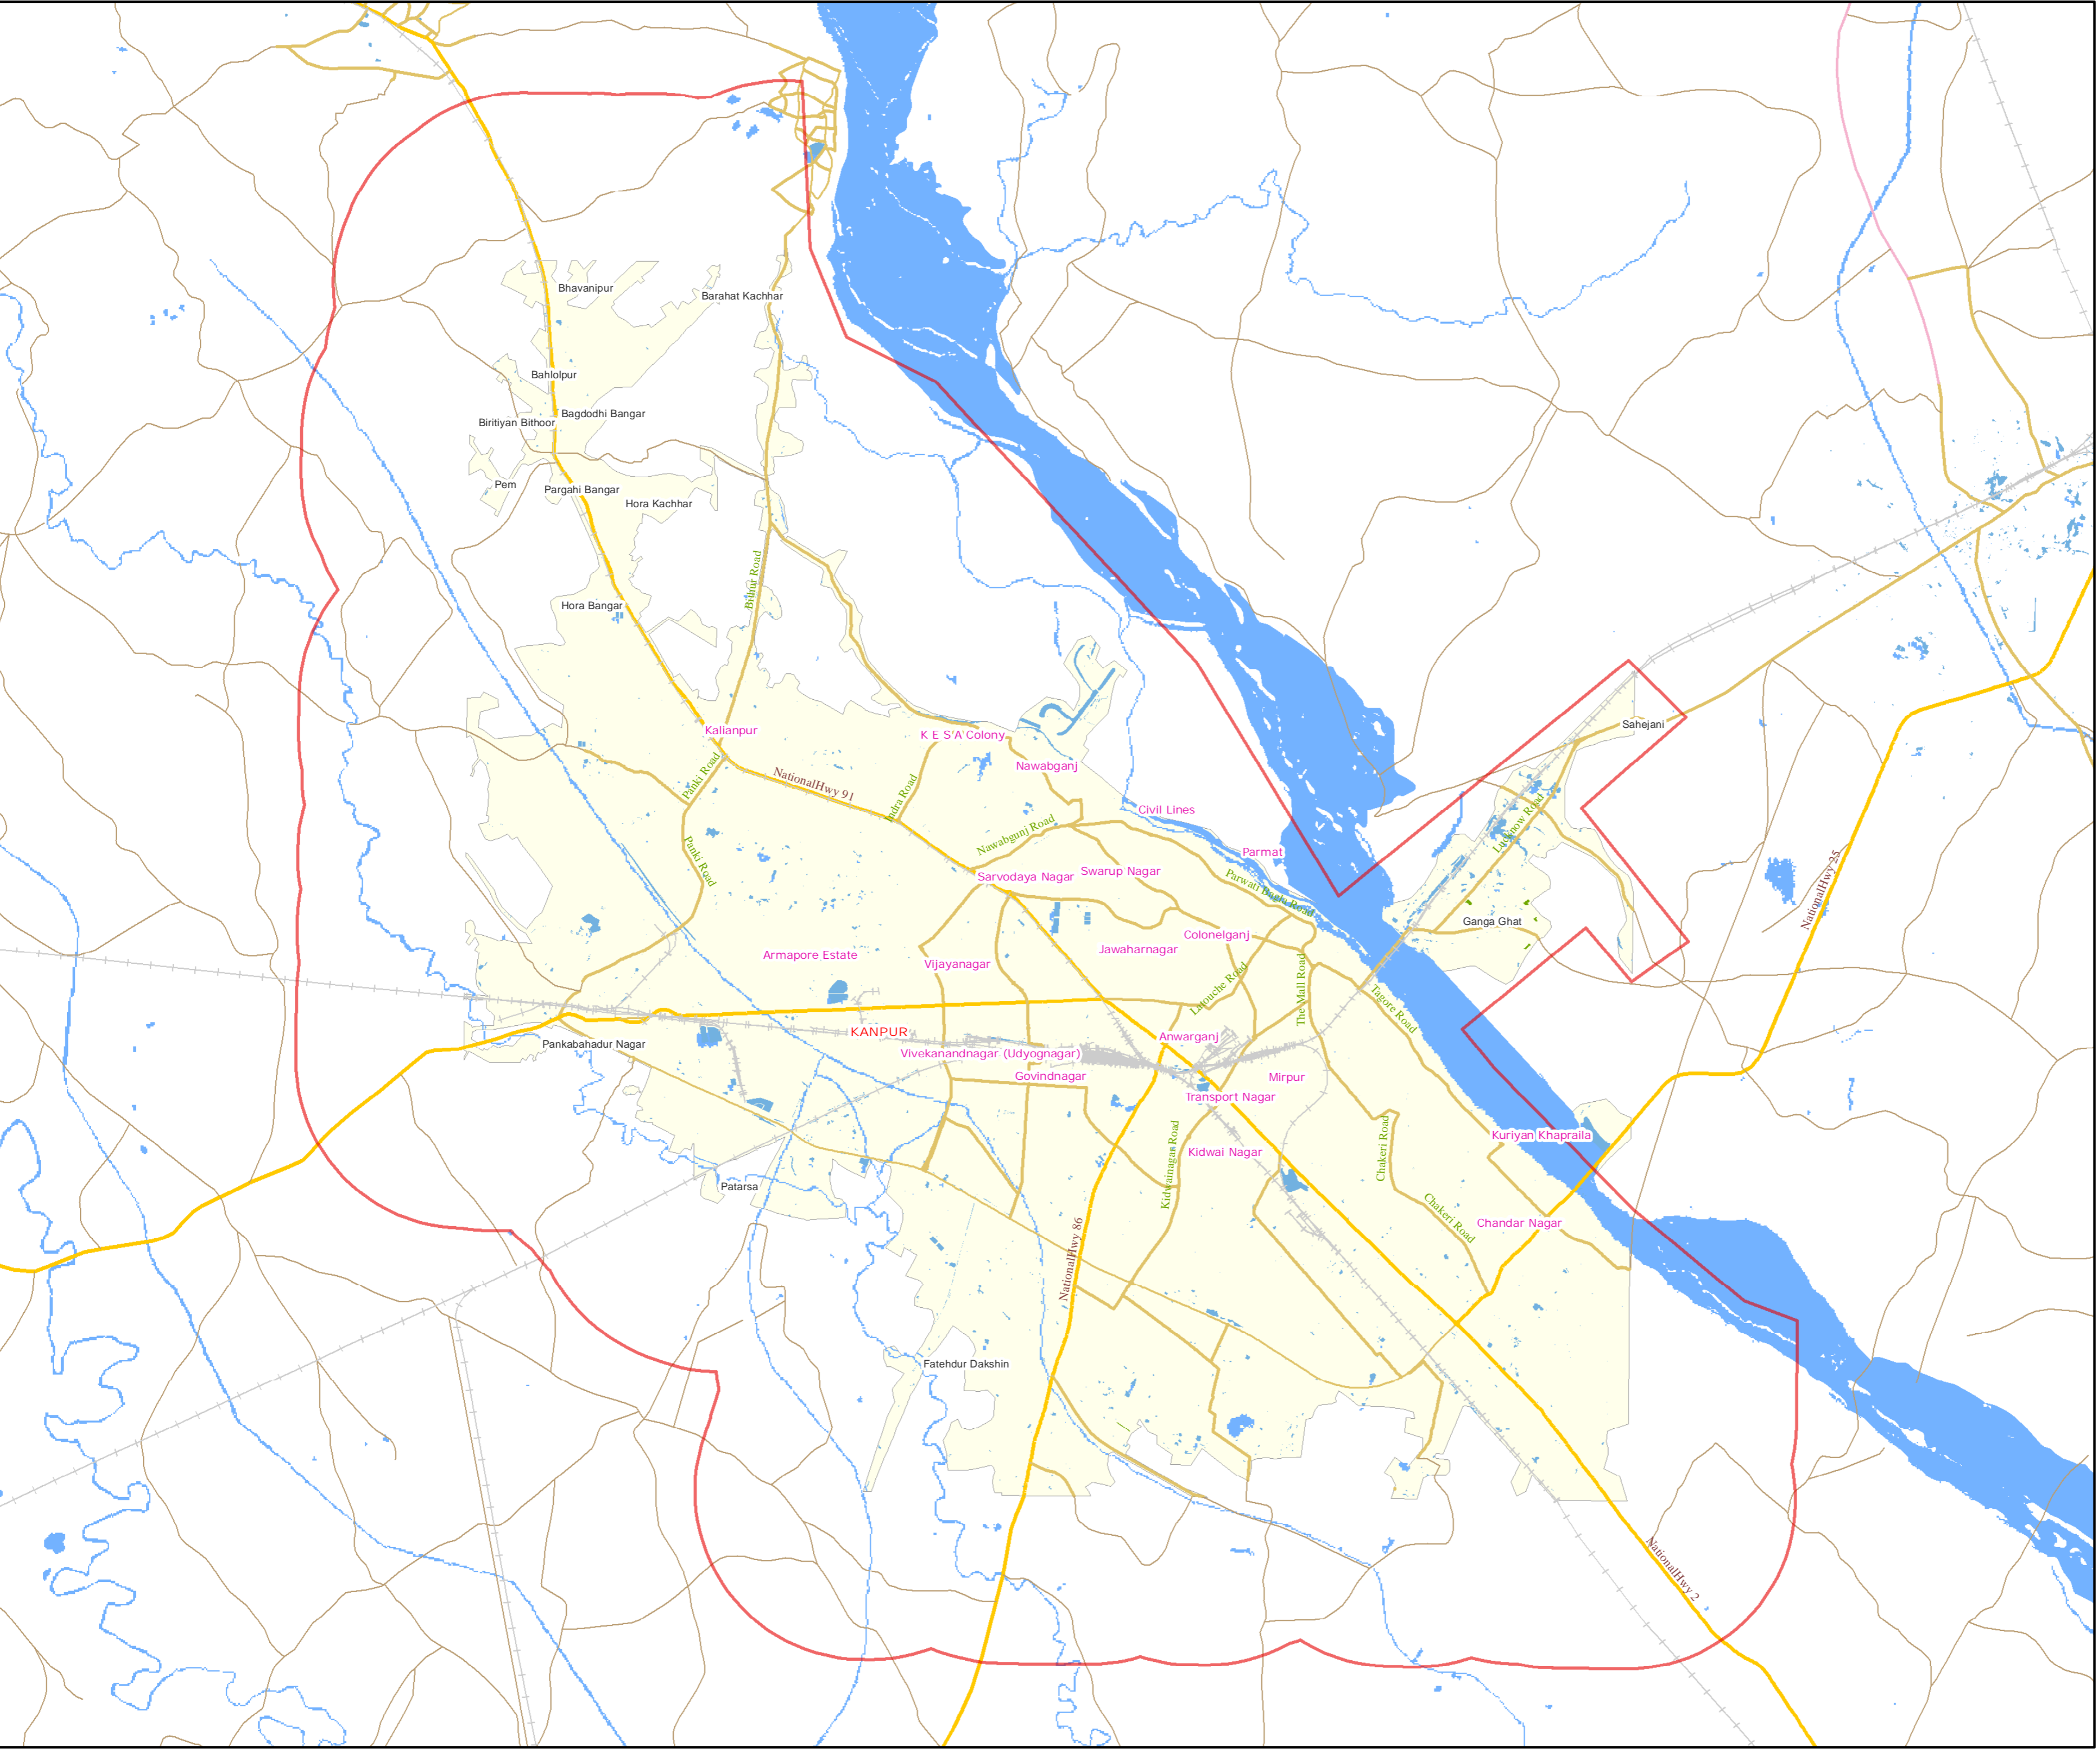 Bhavanipur
Barahat Kachhar
Bahlolpur
Bagdodhi Bangar
Biritiyan Bithoor
Pem
Pargahi Bangar
Hora Kachhar
Bithur Road
Hora Bangar
Kalianpur
K E S A Colony
Nawabganj
Sahejani
Panki Road
NationalHwy 91
Indra Road
Civil Lines
Nawabgunj Road
Lucknow Road
Parmat
Panki Road
Sarvodaya Nagar
Swarup Nagar
Parwati Bagla Road
NationalHwy 25
Ganga Ghat
Colonelganj
Jawaharnagar
Armapore Estate
Vijayanagar
Latouche Road
The Mall Road
Tagore Road
KANPUR
Anwarganj
Pankabahadur Nagar
Vivekanandnagar (Udyognagar)
Govindnagar
Mirpur
Transport Nagar
Kuriyan Khapraila
Chakeri Road
Kidwainagar Road
Kidwai Nagar
Patarsa
Chakeri Road
Chandar Nagar
NationalHwy 86
Fatehdur Dakshin
NationalHwy 2